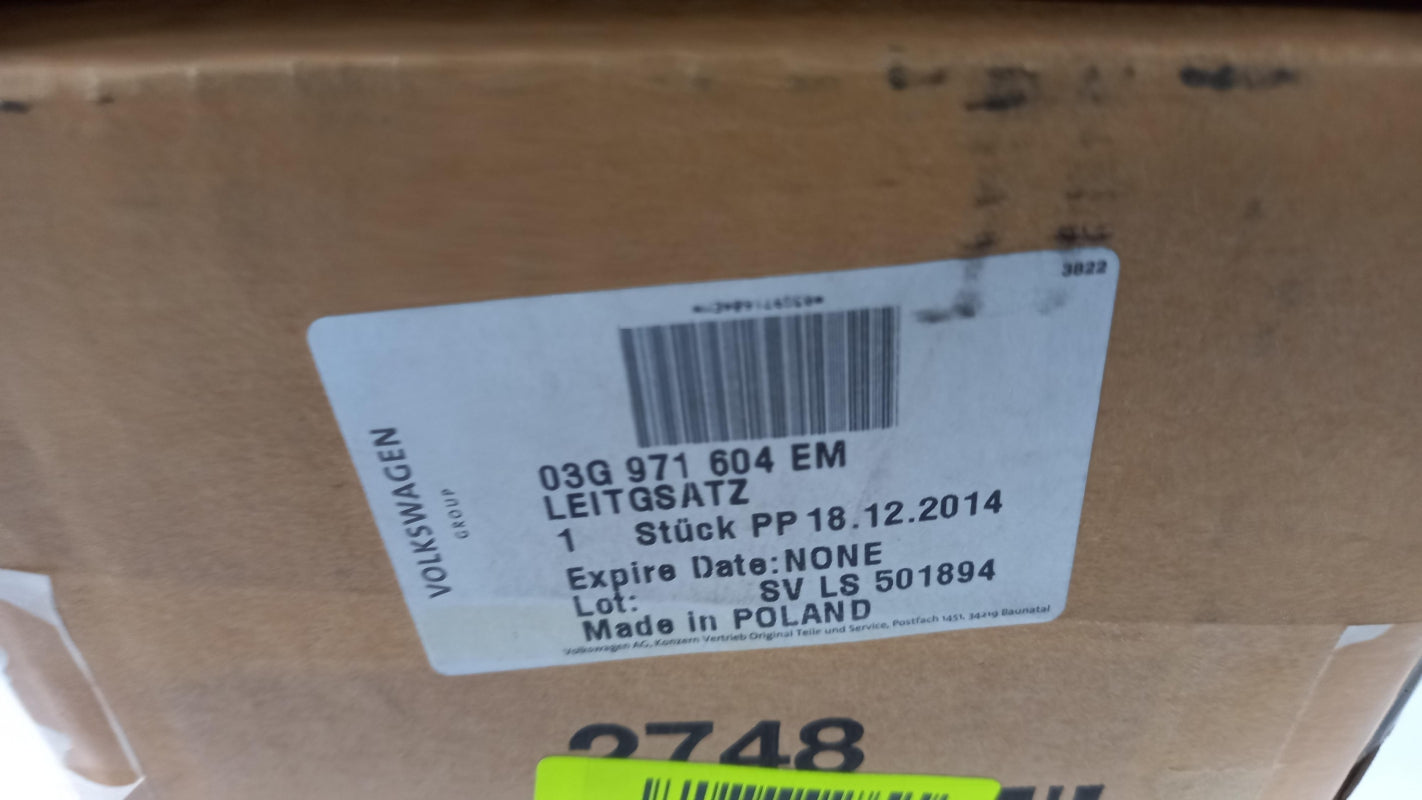 3822
*03G971604EM*
VOLKSWAGEN
GROUP
03G 971 604 EM
LEITGSATZ
1 Stück PP 18.12.2014
Expire Date:NONE
Lot: SV LS 501894
Made in POLAND
Volkswagen AG, Konzern Vertrieb Original Teile und Service, Postfach 1451, 34219 Baunatal
2748